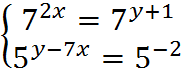 7^{2x} = 7^{y+1}
5^{y-7x} = 5^{-2}